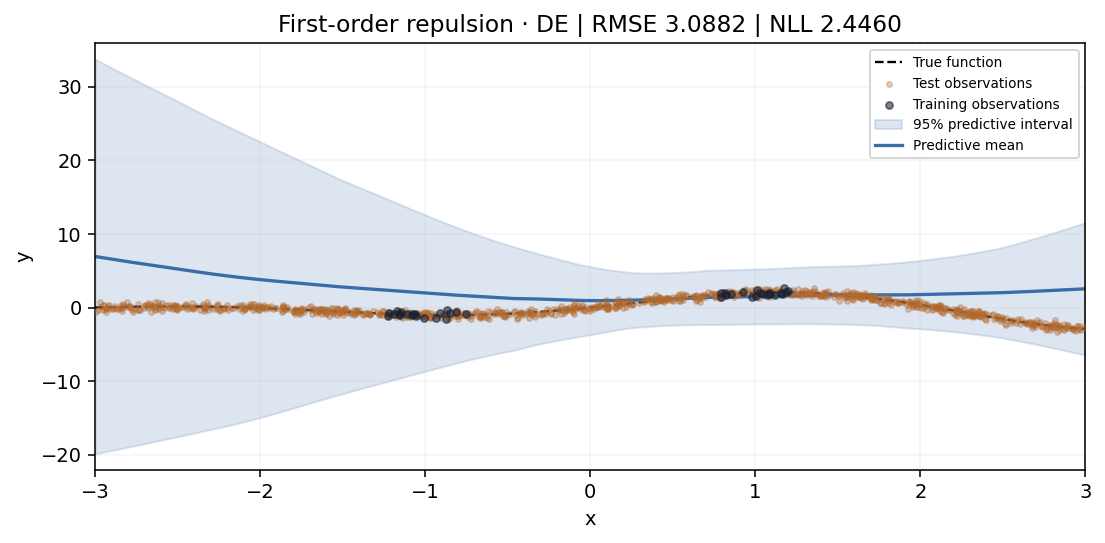 First-order repulsion · DE | RMSE 3.0882 | NLL 2.4460
True function
Test observations
Training observations
95% predictive interval
Predictive mean
y
30
20
10
0
−10
−20
−3 −2 −1 0 1 2 3
x